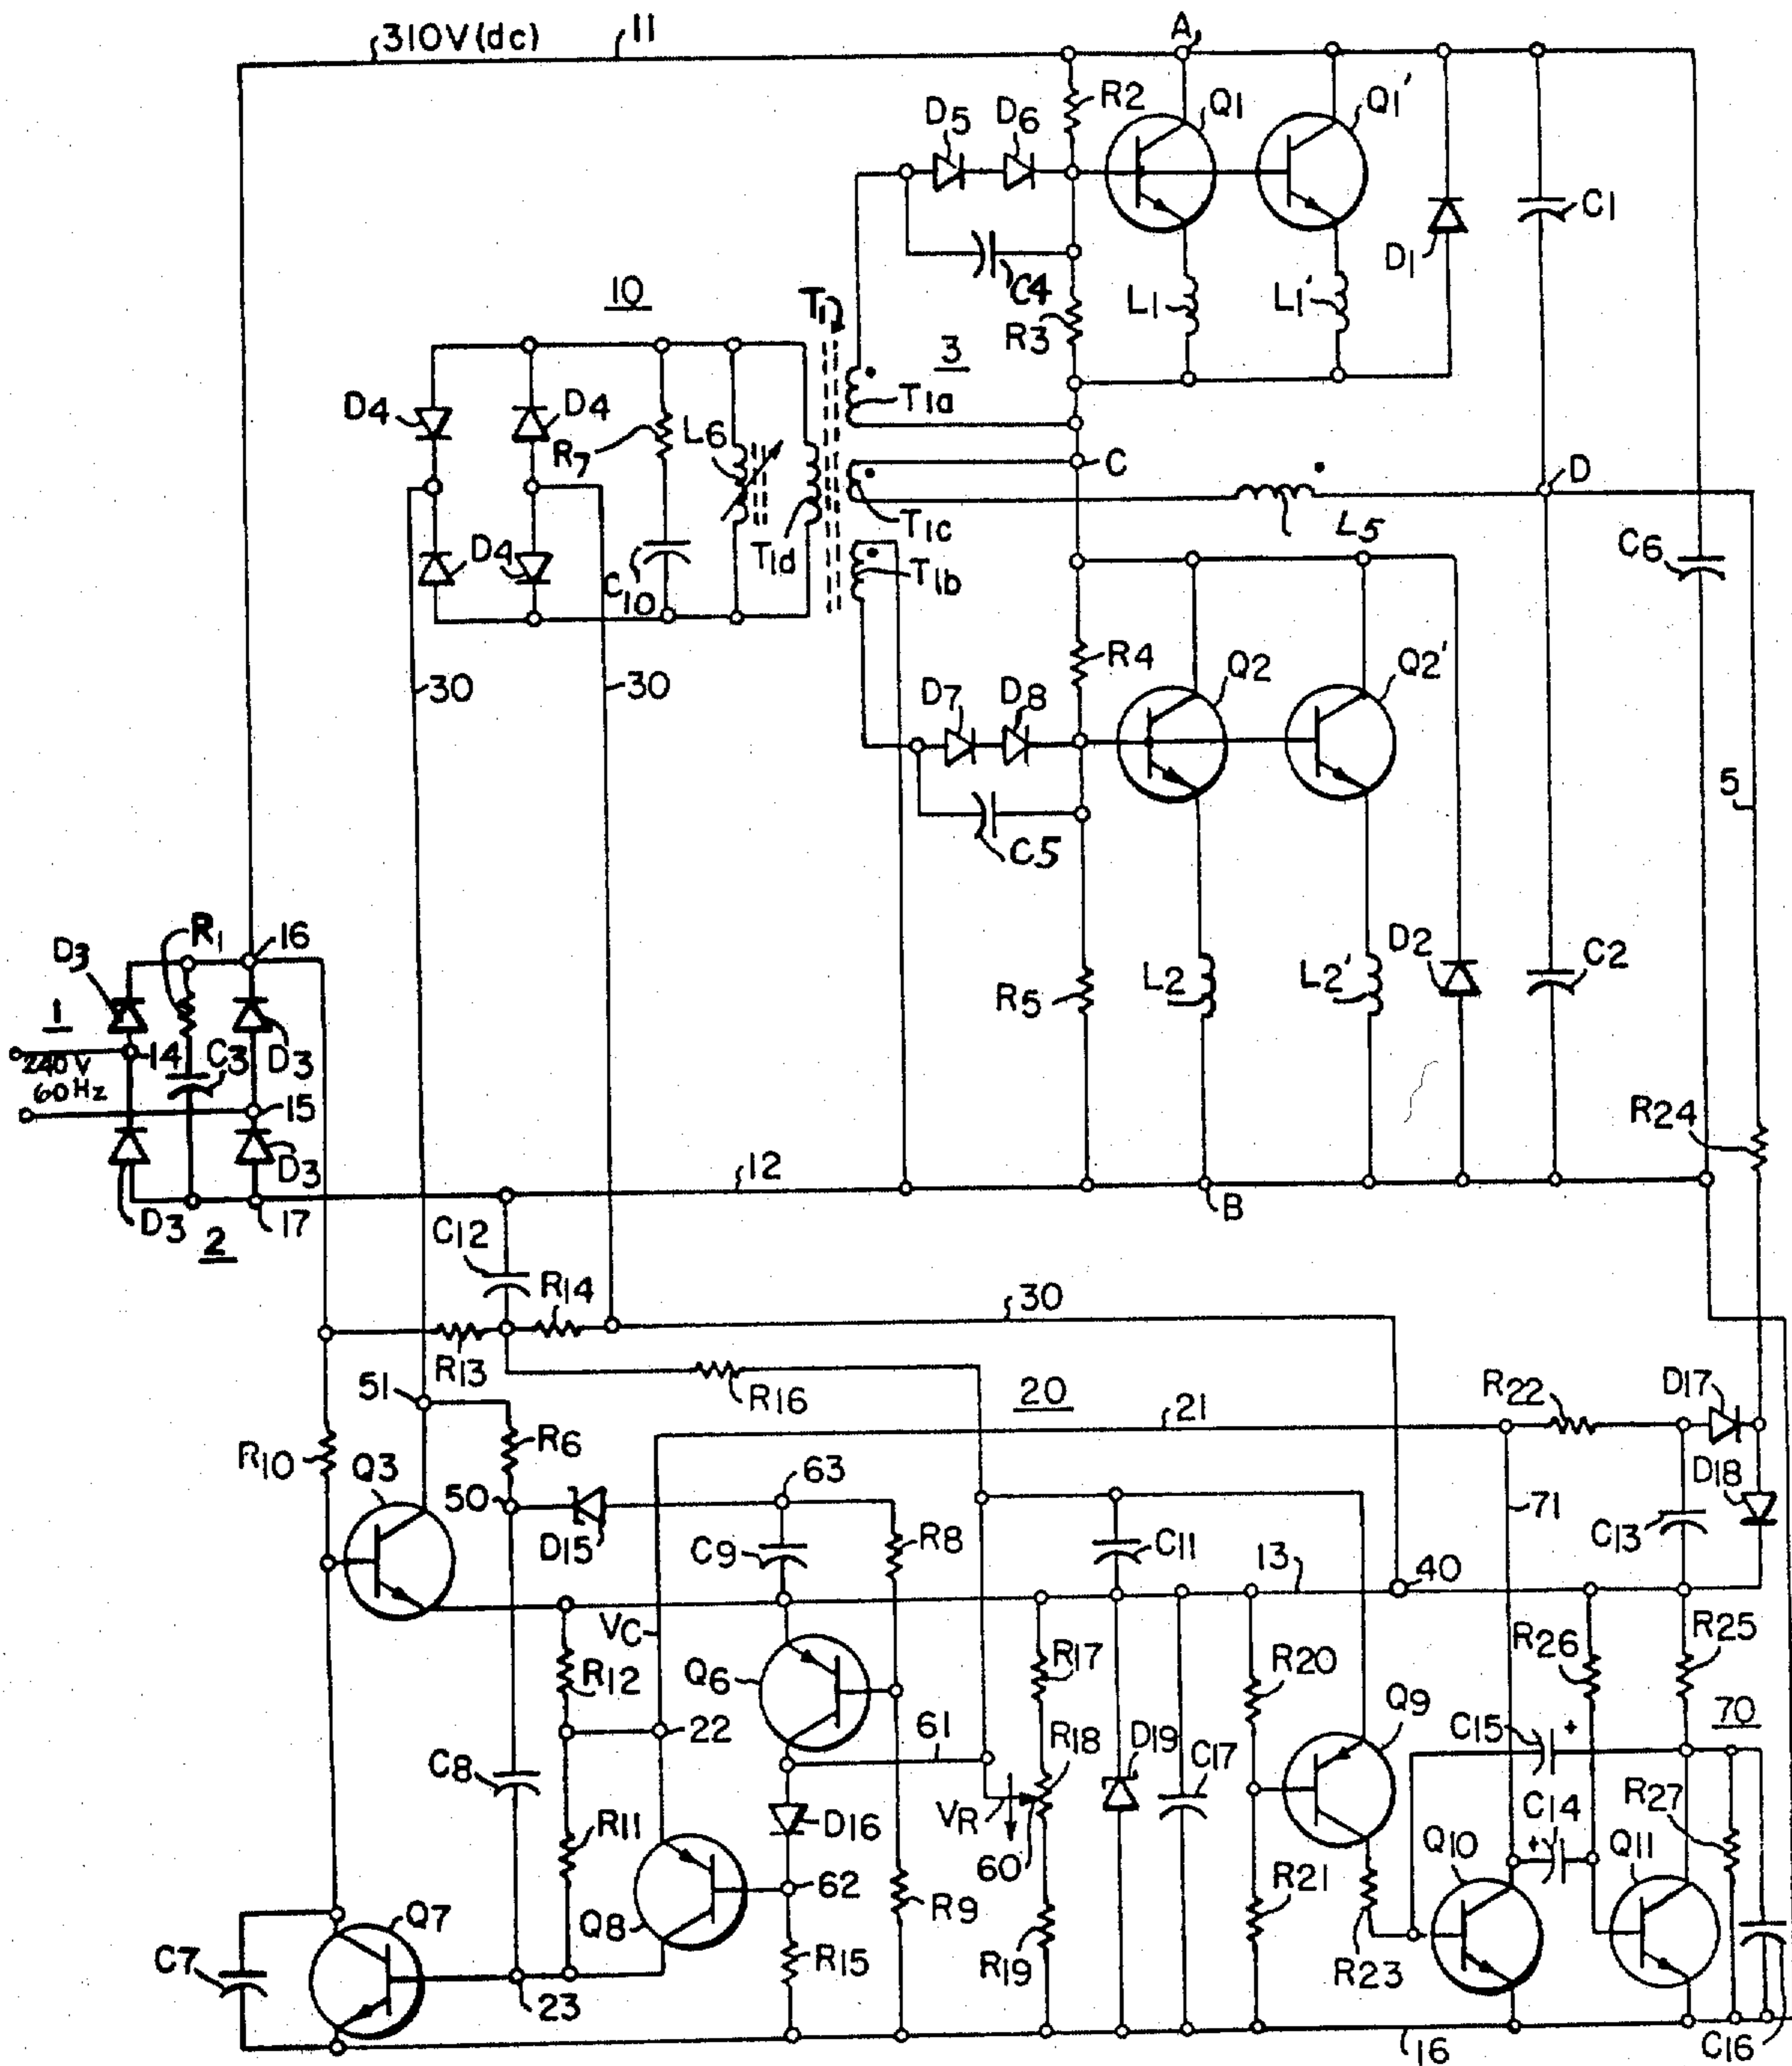 310V(dc)
11
A
R2
Q1
Q1'
D5
D6
C4
R3
L1
L1'
D1
C1
10
T1
3
T1a
D4
D4
R7
L6
T1d
C
D
T1c
L5
D4
C10
T1b
C6
30
30
R4
Q2
Q2'
D7
D8
C5
5
R1
16
D3
1
14
C3
D3
240V
60Hz
15
D3
D3
2
17
R5
L2
L2'
D2
C2
R24
12
B
C12
R14
30
R13
R16
51
20
21
R22
D17
R10
Q3
R6
50
63
D15
C9
R8
C11
13
40
71
C13
D18
VC
R12
Q6
R17
R20
R26
R25
22
61
R18
D19
C17
Q9
C15
+
70
C8
R11
D16
VR
60
C14
+
R27
Q8
62
R9
R21
Q10
Q11
C7
Q7
23
R15
R19
R23
16
C16